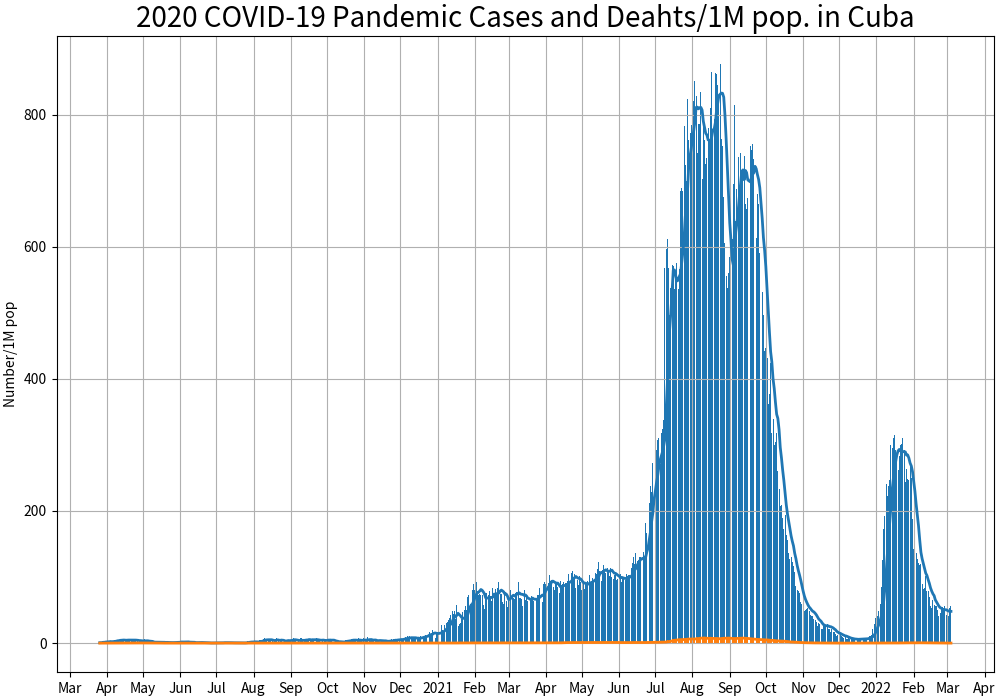 2020 COVID-19 Pandemic Cases and Deahts/1M pop. in Cuba
Number/1M pop
800
600
400
200
0
Mar Apr May Jun Jul Aug Sep Oct Nov Dec 2021 Feb Mar Apr May Jun Jul Aug Sep Oct Nov Dec 2022 Feb Mar Apr